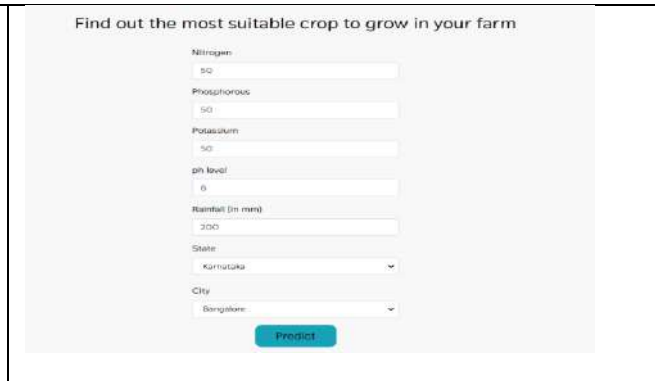 Find out the most suitable crop to grow in your farm
Nitrogen
50
Phosphorous
50
Potassium
50
ph level
6
Rainfall (in mm)
200
State
Karnataka
City
Bangalore
Predict